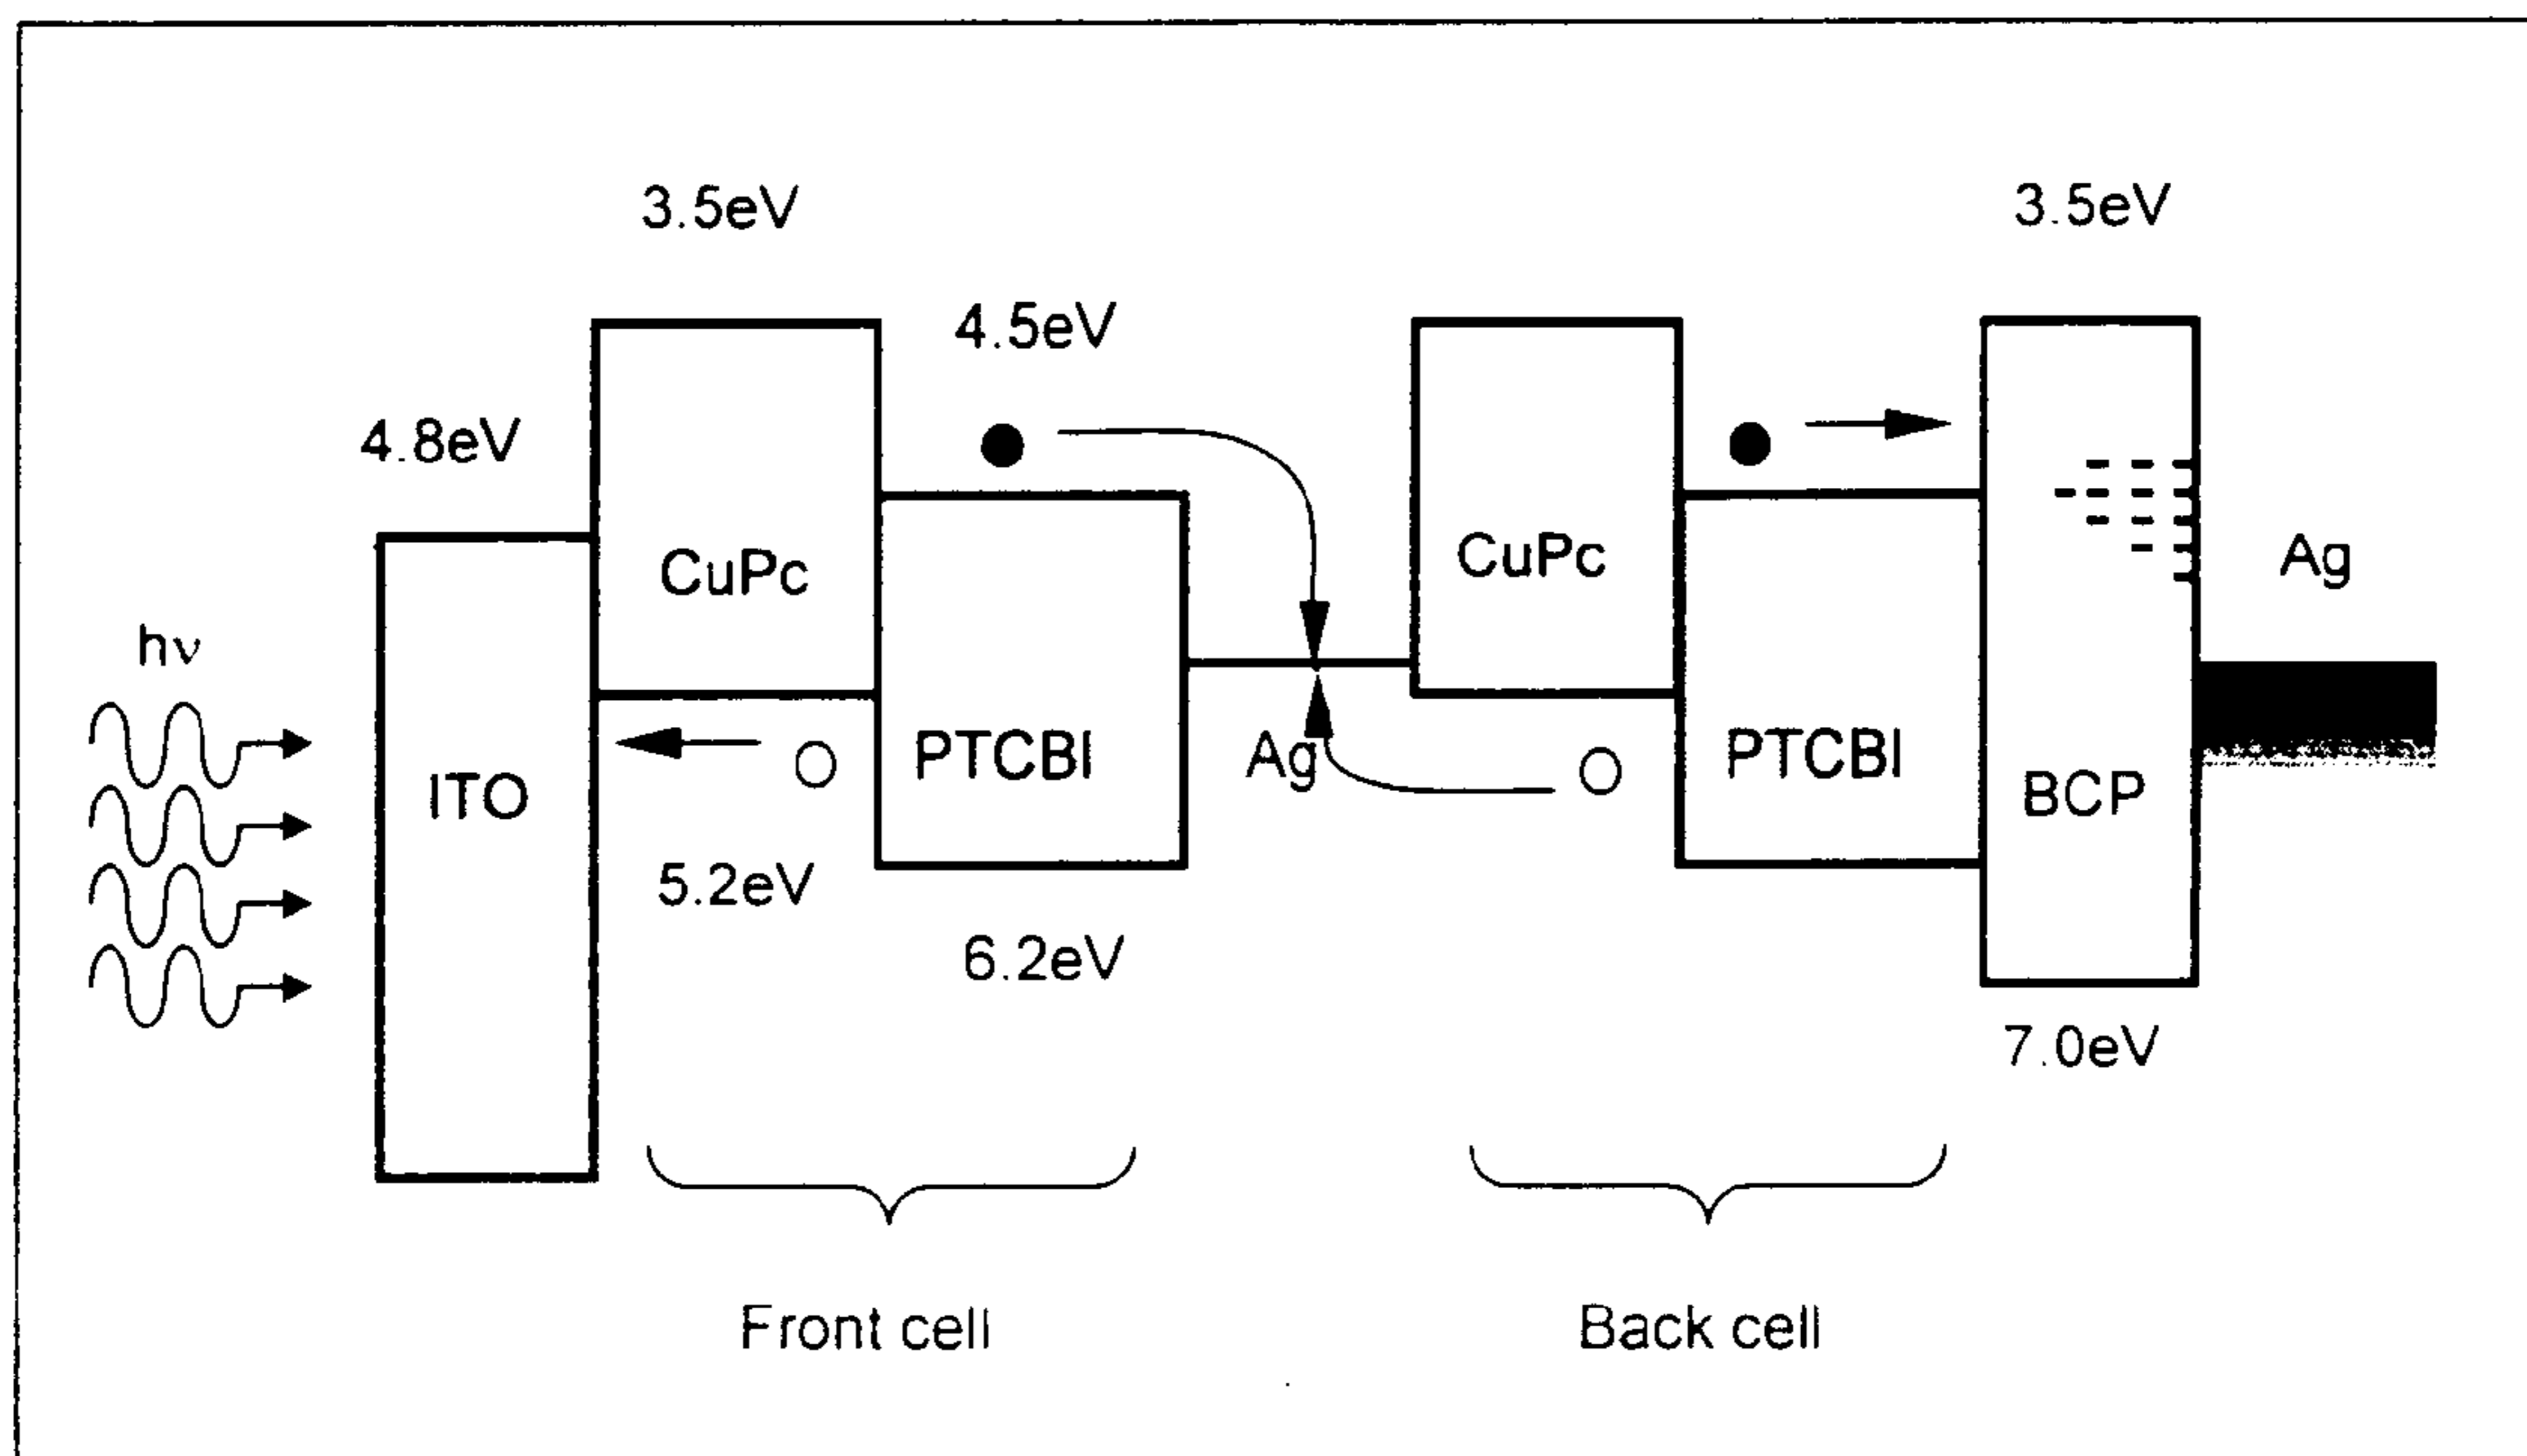 3.5eV
3.5eV
4.5eV
4.8eV
CuPc
CuPc
Ag
hν
ITO
PTCBI
Ag
PTCBI
BCP
5.2eV
6.2eV
7.0eV
Front cell
Back cell